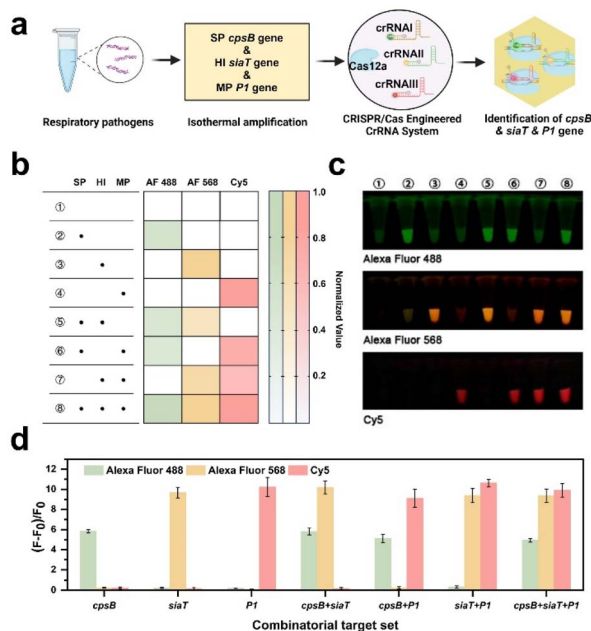 a
SP cpsB gene
&
HI siaT gene
&
MP P1 gene
crRNAI
crRNAII
Cas12a
crRNAIII
Respiratory pathogens
Isothermal amplification
CRISPR/Cas Engineered
CrRNA System
Identification of cpsB
& siaT & P1 gene
b
SP HI MP AF 488 AF 568 Cy5
①
②
③
④
⑤
⑥
⑦
⑧
1.0
0.8
0.6
0.4
0.2
Normalized Value
c
① ② ③ ④ ⑤ ⑥ ⑦ ⑧
Alexa Fluor 488
Alexa Fluor 568
Cy5
d
Alexa Fluor 488 Alexa Fluor 568 Cy5
(F-F0)/F0
12
10
8
6
4
2
0
cpsB siaT P1 cpsB+siaT cpsB+P1 siaT+P1 cpsB+siaT+P1
Combinatorial target set